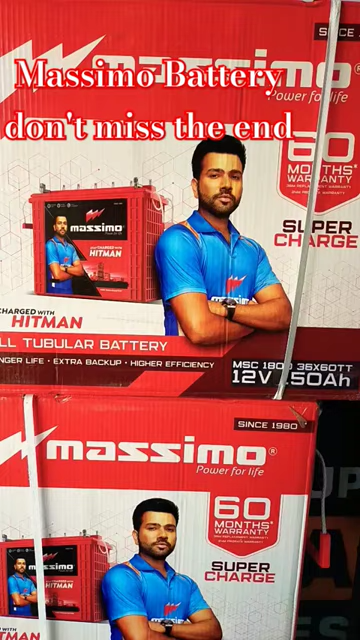 SINCE
Massimo Battery
don't miss the end
massimo
Power for life
60
MONTHS*
WARRANTY
SUPER
CHARGE
massimo
CHARGED WITH
HITMAN
CHARGED WITH
HITMAN
LL TUBULAR BATTERY
NGER LIFE • EXTRA BACKUP • HIGHER EFFICIENCY
MSC 1800 36X60TT
12V 150Ah
SINCE 1980
massimo®
Power for life
60
MONTHS*
WARRANTY
SUPER
CHARGE
massimo
HITMAN